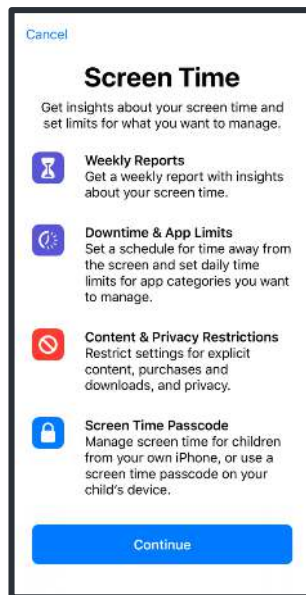 Cancel
Screen Time
Get insights about your screen time and
set limits for what you want to manage.
Weekly Reports
Get a weekly report with insights
about your screen time.
Downtime & App Limits
Set a schedule for time away from
the screen and set daily time
limits for app categories you want
to manage.
Content & Privacy Restrictions
Restrict settings for explicit
content, purchases and
downloads, and privacy.
Screen Time Passcode
Manage screen time for children
from your own iPhone, or use a
screen time passcode on your
child's device.
Continue